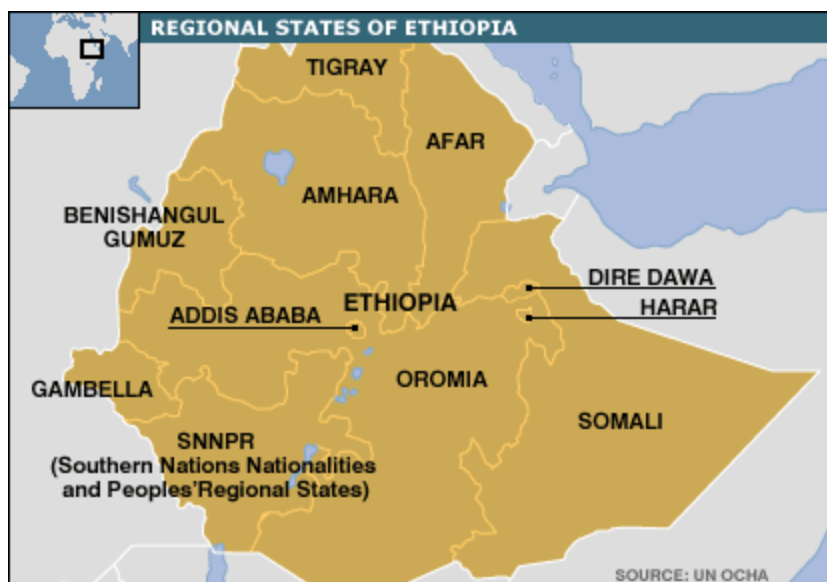 REGIONAL STATES OF ETHIOPIA
TIGRAY
AFAR
AMHARA
BENISHANGUL
GUMUZ
DIRE DAWA
ETHIOPIA
ADDIS ABABA
HARAR
GAMBELLA
OROMIA
SOMALI
SNNPR
(Southern Nations Nationalities
and Peoples'Regional States)
SOURCE: UN OCHA